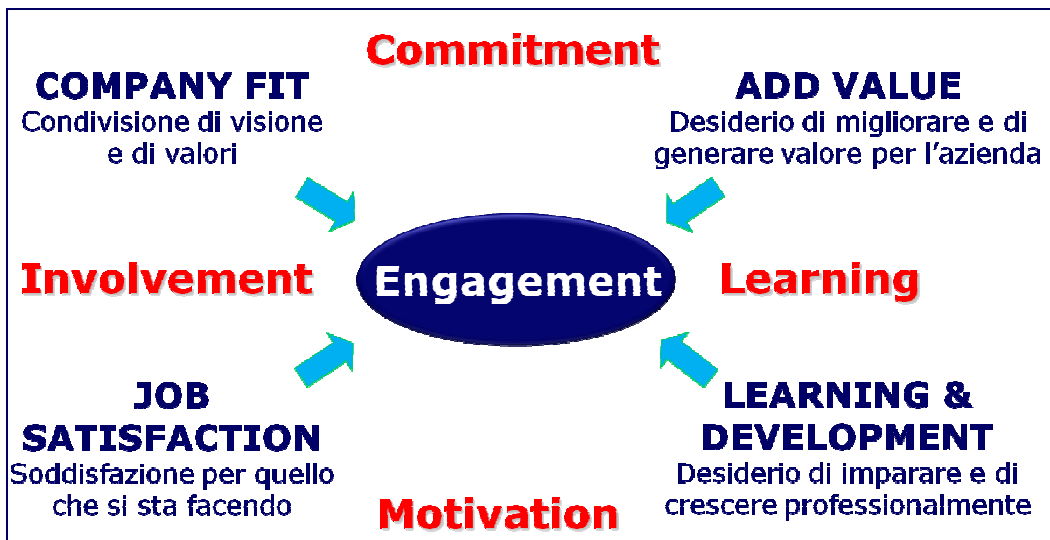 Commitment
COMPANY FIT
Condivisione di visione
e di valori
ADD VALUE
Desiderio di migliorare e di
generare valore per l'azienda
Involvement
Engagement
Learning
JOB
SATISFACTION
Soddisfazione per quello
che si sta facendo
LEARNING &
DEVELOPMENT
Desiderio di imparare e di
crescere professionalmente
Motivation